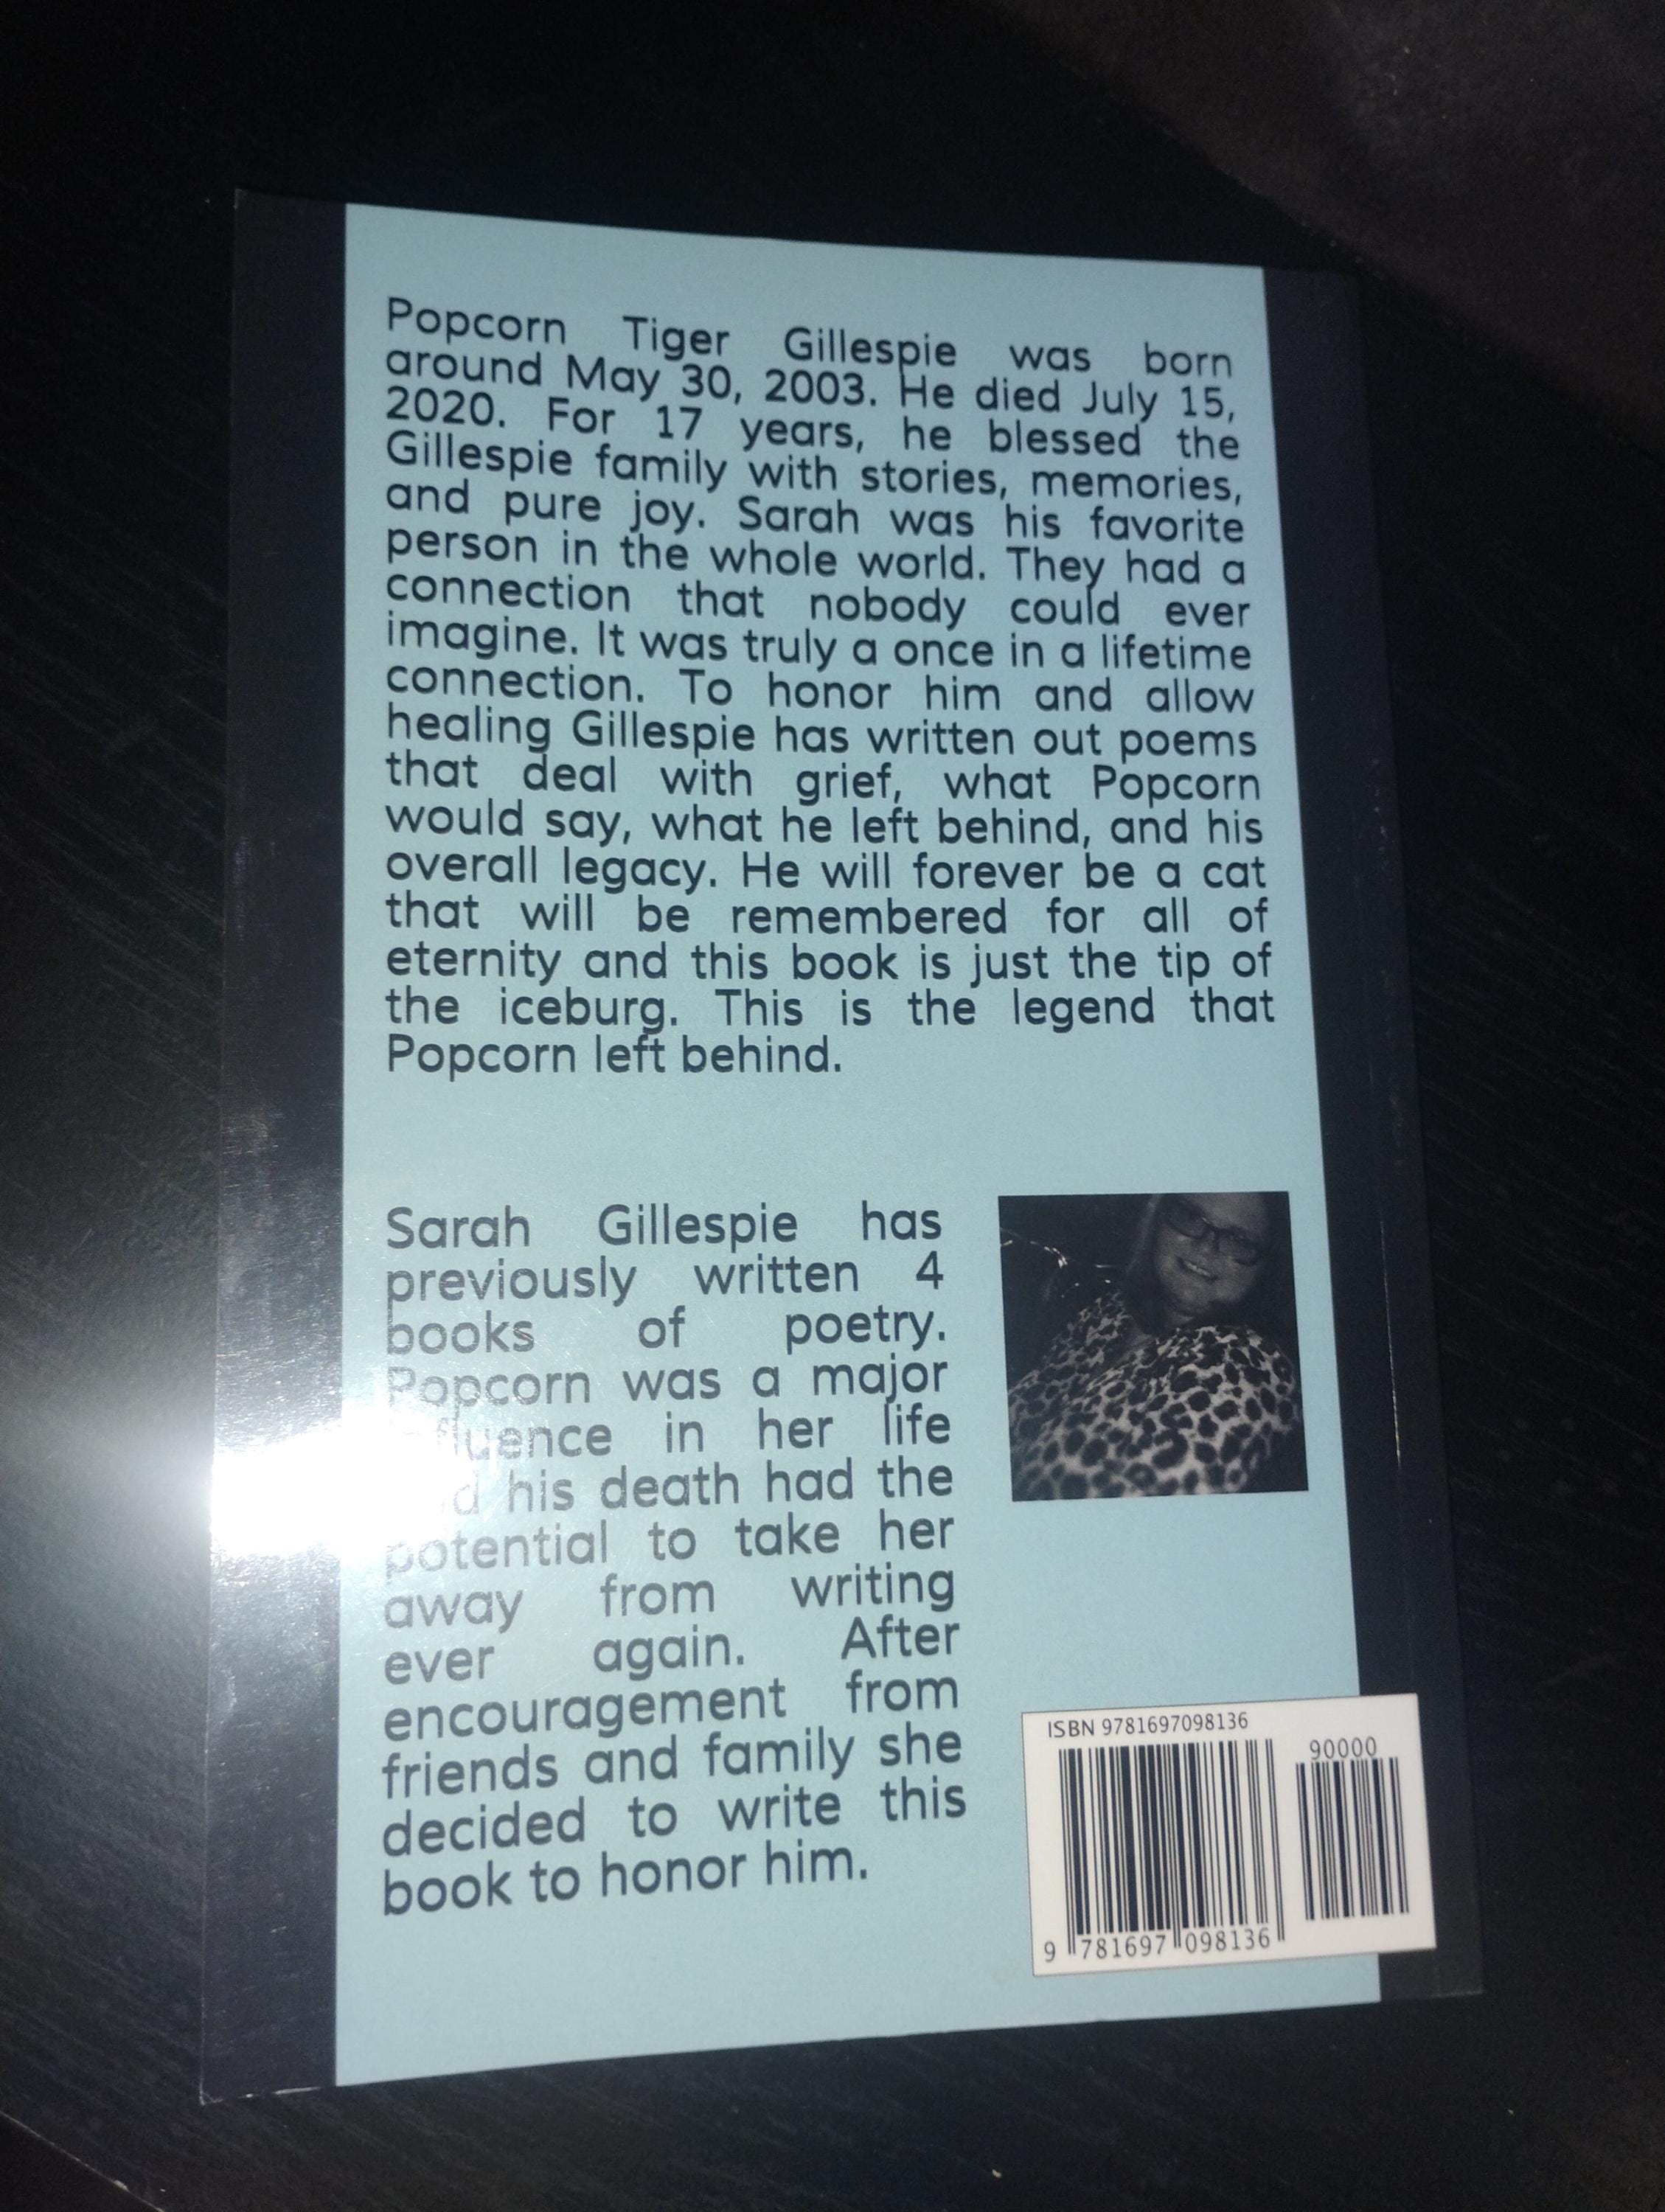 Popcorn Tiger Gillespie was born
around May 30, 2003. He died July 15,
2020. For 17 years, he blessed the
Gillespie family with stories, memories,
and pure joy. Sarah was his favorite
person in the whole world. They had a
connection that nobody could ever
imagine. It was truly a once in a lifetime
connection. To honor him and allow
healing Gillespie has written out poems
that deal with grief, what Popcorn
would say, what he left behind, and his
overall legacy. He will forever be a cat
that will be remembered for all of
eternity and this book is just the tip of
the iceburg. This is the legend that
Popcorn left behind.
Sarah Gillespie has
previously written 4
books of poetry.
Popcorn was a major
in her life
his death had the
potential to take her
away from writing
ever again. After
encouragement from
friends and family she
decided to write this
book to honor him.
ISBN 9781697098136
90000
9 781697 098136